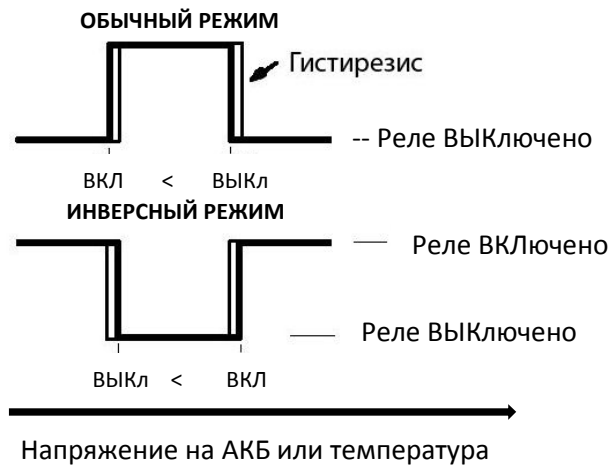 ОБЫЧНЫЙ РЕЖИМ
Гистирезис
-- Реле ВЫКлючено
ВКЛ < ВЫКл
ИНВЕРСНЫЙ РЕЖИМ
Реле ВКЛючено
Реле ВЫКлючено
ВЫКл < ВКЛ
Напряжение на АКБ или температура